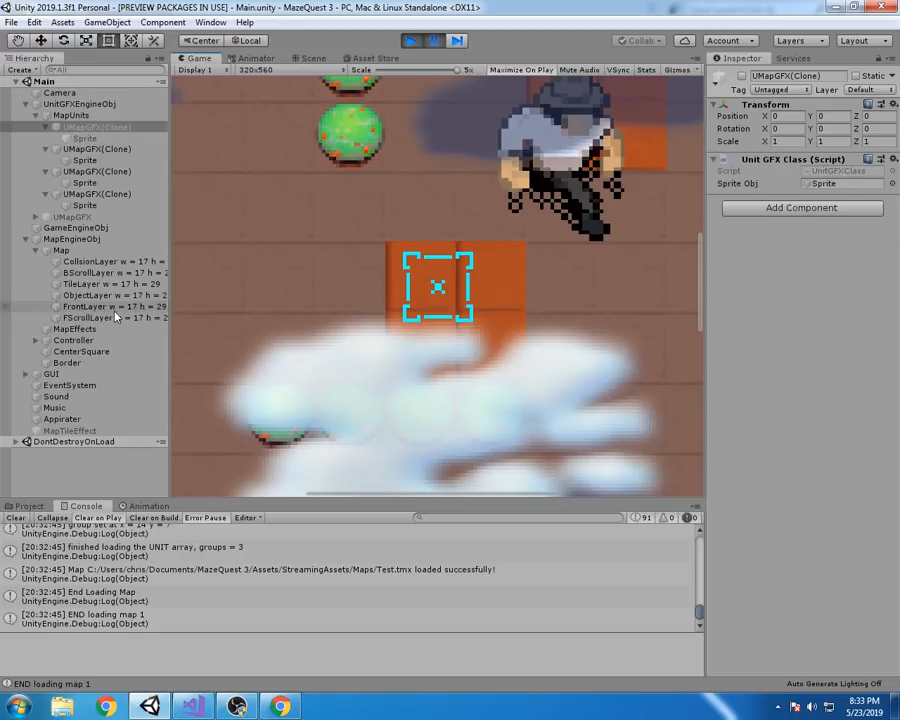 Unity 2019.1.3f1 Personal - [PREVIEW PACKAGES IN USE] - Main.unity - MazeQuest 3 - PC, Mac & Linux Standalone <DX11>
File Edit Assets GameObject Component Window Help
Center Local Collab Account Layers Layout
Hierarchy
Create All
Main
Camera
UnitGFXEngineObj
MapUnits
UMapGFX(Clone)
Sprite
UMapGFX(Clone)
Sprite
UMapGFX(Clone)
Sprite
UMapGFX(Clone)
Sprite
UMapGFX
GameEngineObj
MapEngineObj
Map
CollsionLayer w = 17 h = 2
BScrollLayer w = 17 h = 2
TileLayer w = 17 h = 29
ObjectLayer w = 17 h = 2
FrontLayer w = 17 h = 29
FScrollLayer w = 17 h = 2
MapEffects
Controller
CenterSquare
Border
GUI
EventSystem
Sound
Music
Appirater
MapTileEffect
DontDestroyOnLoad
Game Animator Scene Asset Store
Display 1 320x560 Scale 5x Maximize On Play Mute Audio VSync Stats Gizmos
Inspector Services
UMapGFX(Clone) Static
Tag Untagged Layer Default
Transform
Position X 0 Y 0 Z 0
Rotation X 0 Y 0 Z 0
Scale X 1 Y 1 Z 1
Unit GFX Class (Script)
Script UnitGFXClass
Sprite Obj Sprite
Add Component
Project Console Animation
Clear Collapse Clear on Play Clear on Build Error Pause Editor 91 0 0
[20:32:45] group set at x = 14 y = 7
UnityEngine.Debug:Log(Object)
[20:32:45] finished loading the UNIT array, groups = 3
UnityEngine.Debug:Log(Object)
[20:32:45] Map C:/Users/chris/Documents/MazeQuest 3/Assets/StreamingAssets/Maps/Test.tmx loaded successfully!
UnityEngine.Debug:Log(Object)
[20:32:45] End Loading Map
UnityEngine.Debug:Log(Object)
[20:32:45] END loading map 1
UnityEngine.Debug:Log(Object)
END loading map 1
Auto Generate Lighting Off
8:33 PM
5/23/2019